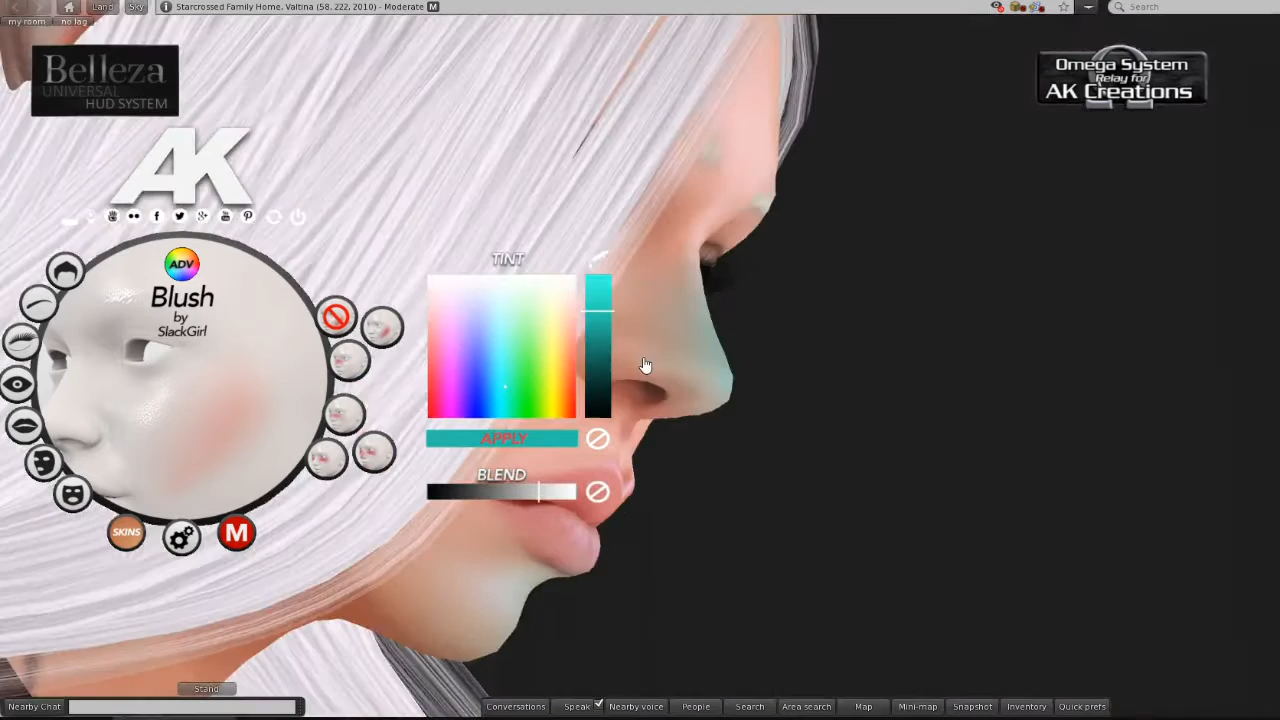 Land
Sky
Starcrossed Family Home, Valtina (58, 222, 2010) - Moderate
M
Search
my room
no lag
Belleza
UNIVERSAL
HUD SYSTEM
Omega System
Relay for
AK Creations
AK
ADV
Blush
by
SlackGirl
TINT
APPLY
BLEND
SKINS
M
Stand
Nearby Chat
Conversations
Speak
Nearby voice
People
Search
Area search
Map
Mini-map
Snapshot
Inventory
Quick prefs